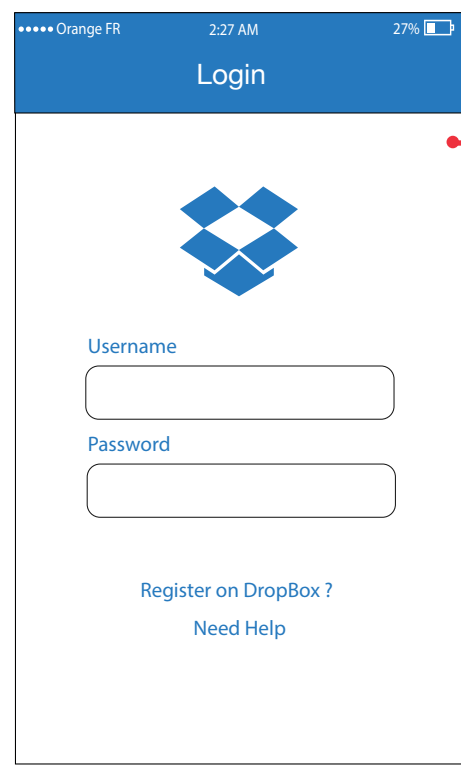 Orange FR 2:27 AM 27%
Login
Username
Password
Register on DropBox ?
Need Help